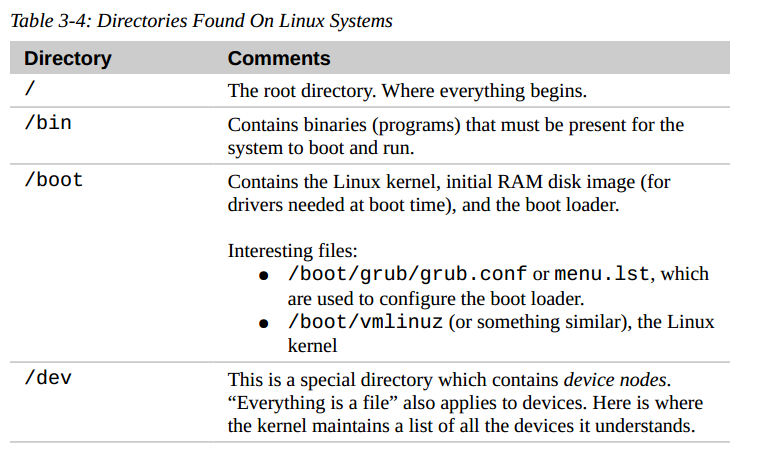 Table 3-4: Directories Found On Linux Systems
Directory Comments
/ The root directory. Where everything begins.
/bin Contains binaries (programs) that must be present for the
system to boot and run.
/boot Contains the Linux kernel, initial RAM disk image (for
drivers needed at boot time), and the boot loader.
Interesting files:
● /boot/grub/grub.conf or menu.lst, which
are used to configure the boot loader.
● /boot/vmlinuz (or something similar), the Linux
kernel
/dev This is a special directory which contains device nodes.
“Everything is a file” also applies to devices. Here is where
the kernel maintains a list of all the devices it understands.